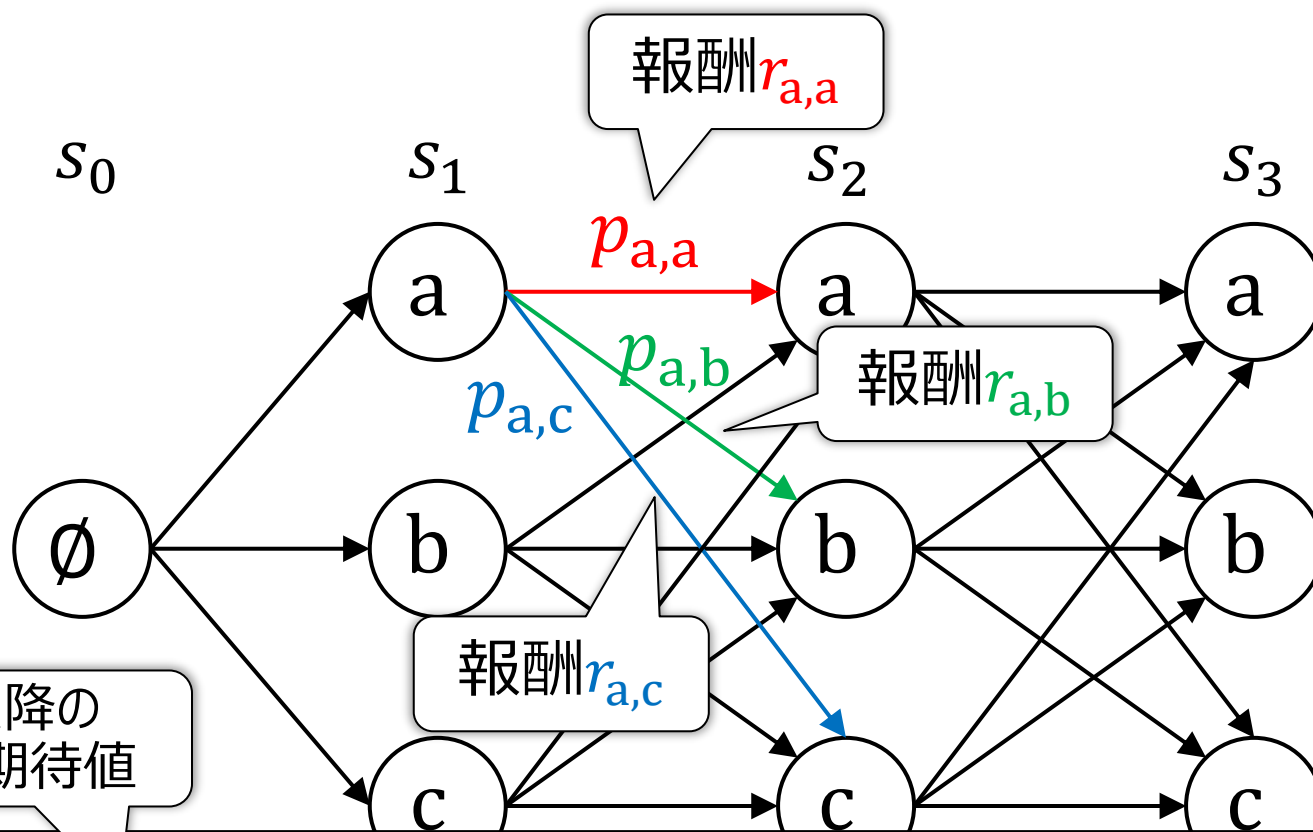 報酬r_{a,a}
s_0
s_1
s_2
s_3
p_{a,a}
a
a
a
p_{a,b}
報酬r_{a,b}
p_{a,c}
∅
b
b
b
報酬r_{a,c}
降の
期待値
c
c
c